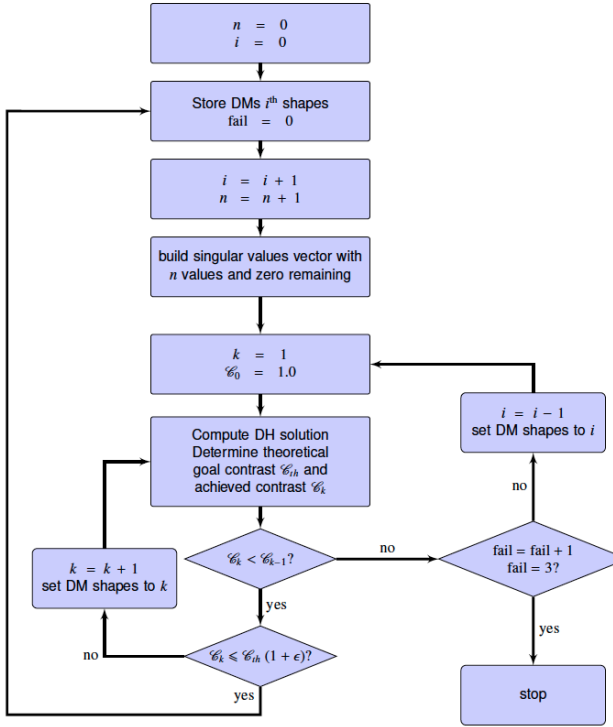 n = 0
i = 0
Store DMs iᵗʰ shapes
fail = 0
i = i + 1
n = n + 1
build singular values vector with
n values and zero remaining
k = 1
𝒞₀ = 1.0
i = i − 1
set DM shapes to i
Compute DH solution
Determine theoretical
goal contrast 𝒞ₜₕ and
achieved contrast 𝒞ₖ
no
k = k + 1
set DM shapes to k
𝒞ₖ < 𝒞ₖ₋₁?
no
fail = fail + 1
fail = 3?
yes
yes
no
𝒞ₖ ⩽ 𝒞ₜₕ (1 + ϵ)?
yes
stop